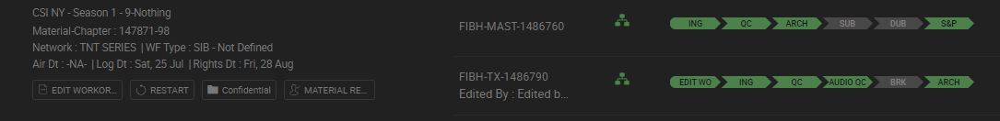 CSI NY - Season 1 - 9-Nothing
Material-Chapter : 147871-98
Network : TNT SERIES | WF Type : SIB - Not Defined
Air Dt : -NA- | Log Dt : Sat, 25 Jul | Rights Dt : Fri, 28 Aug
EDIT WORKOR... RESTART Confidential MATERIAL RE...
FIBH-MAST-1486760
ING QC ARCH SUB DUB S&P
FIBH-TX-1486790
Edited By : Edited b...
EDIT WO ING QC AUDIO QC BRK ARCH